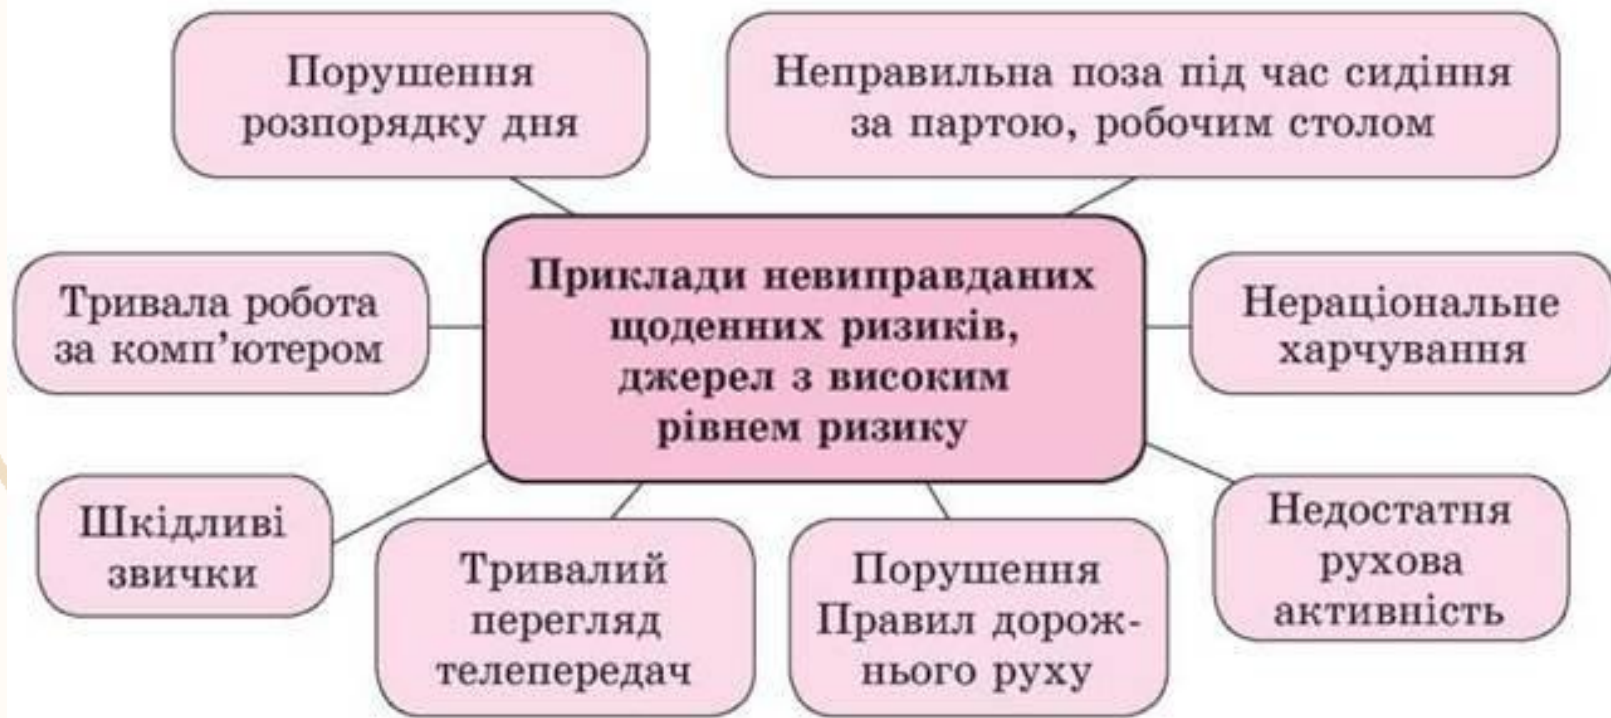 Порушення
розпорядку дня
Неправильна поза під час сидіння
за партою, робочим столом
Тривала робота
за комп’ютером
Приклади невиправданих
щоденних ризиків,
джерел з високим
рівнем ризику
Нераціональне
харчування
Шкідливі
звички
Тривалий
перегляд
телепередач
Порушення
Правил дорож-
нього руху
Недостатня
рухова
активність